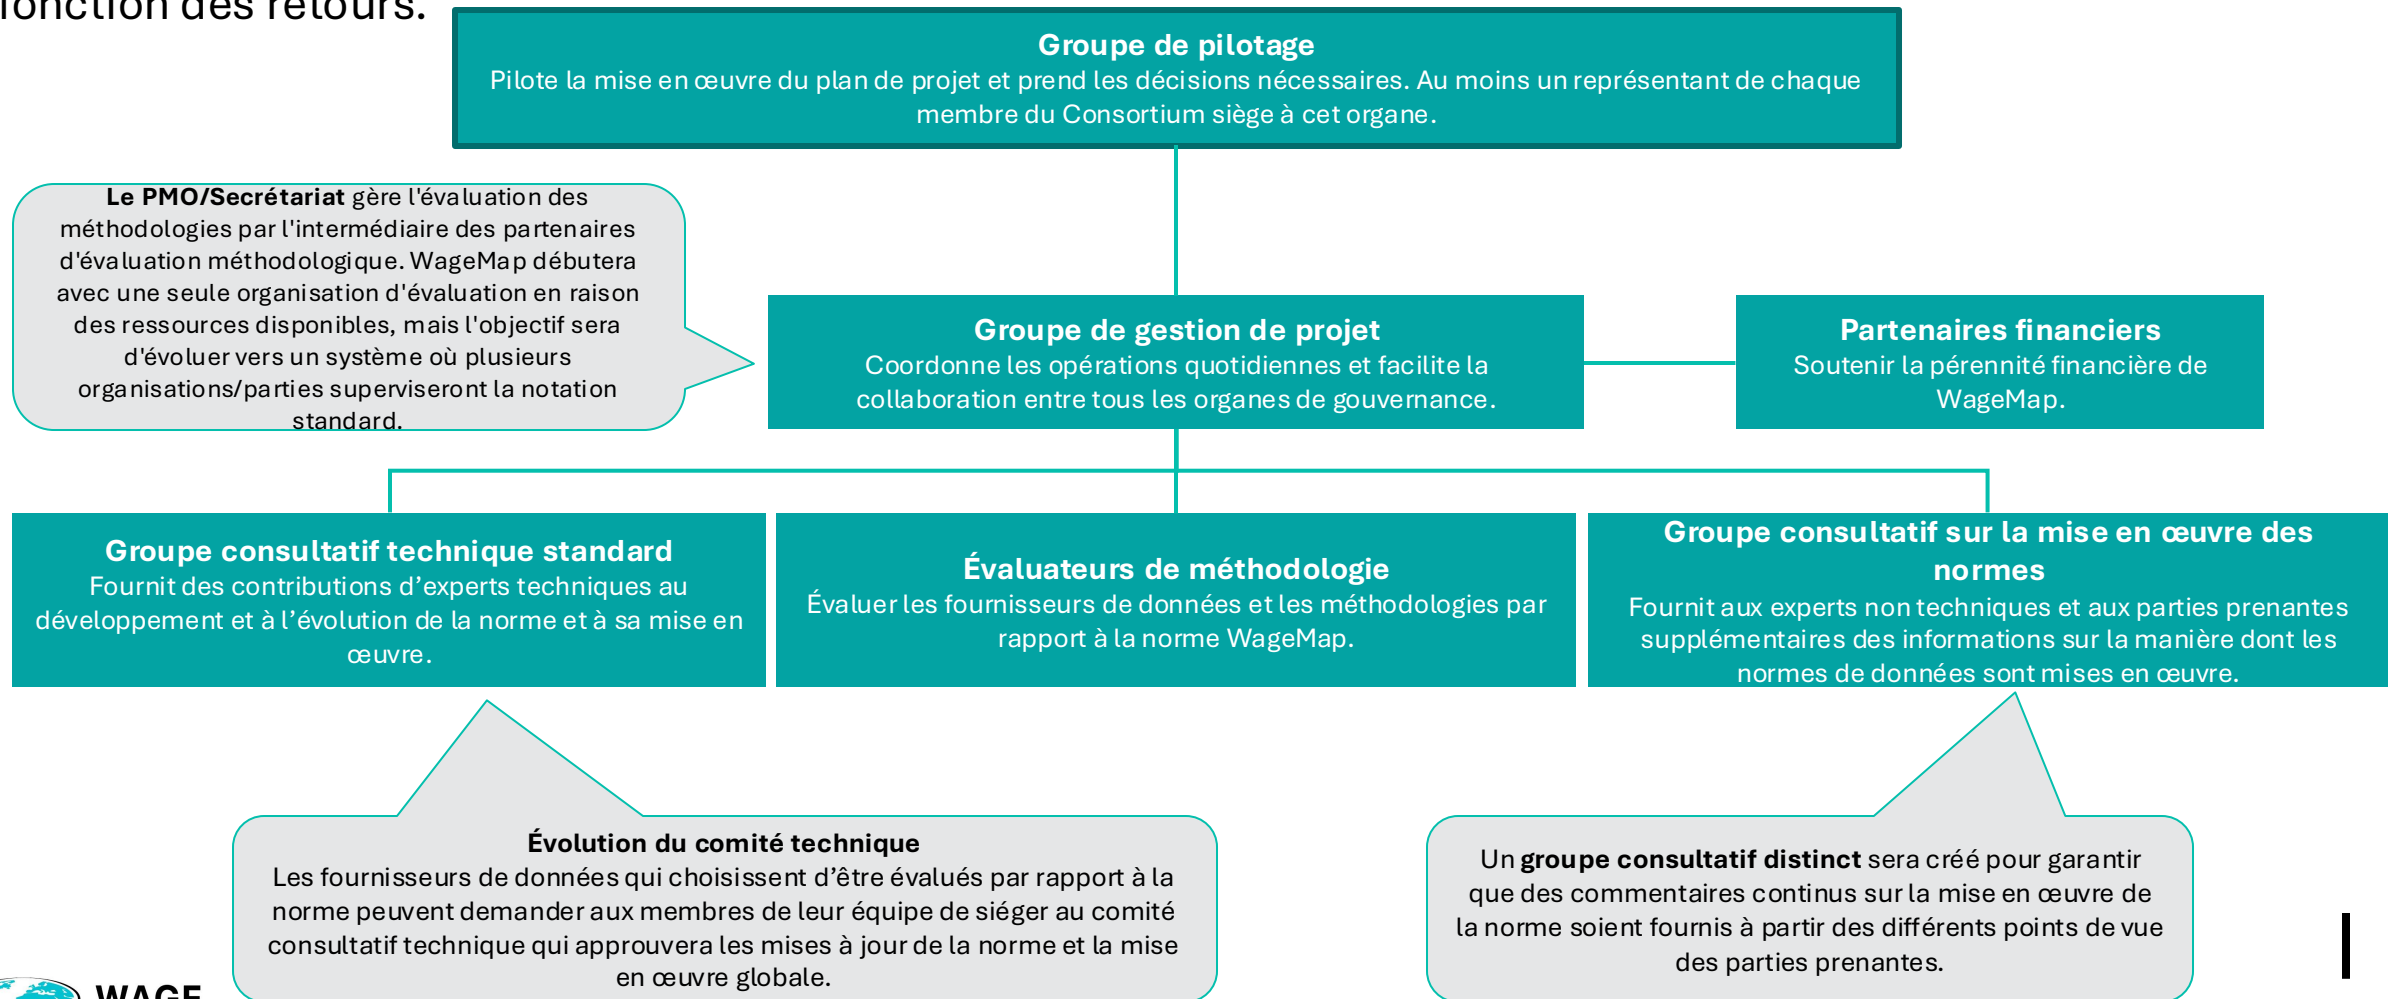 fonction des retours.
Groupe de pilotage
Pilote la mise en œuvre du plan de projet et prend les décisions nécessaires. Au moins un représentant de chaque
membre du Consortium siège à cet organe.
Le PMO/Secrétariat gère l'évaluation des
méthodologies par l'intermédiaire des partenaires
d'évaluation méthodologique. WageMap débutera
avec une seule organisation d'évaluation en raison
des ressources disponibles, mais l'objectif sera
d'évoluer vers un système où plusieurs
organisations/parties superviseront la notation
standard.
Groupe de gestion de projet
Coordonne les opérations quotidiennes et facilite la
collaboration entre tous les organes de gouvernance.
Partenaires financiers
Soutenir la pérennité financière de
WageMap.
Groupe consultatif technique standard
Fournit des contributions d’experts techniques au
développement et à l’évolution de la norme et à sa mise en
œuvre.
Évaluateurs de méthodologie
Évaluer les fournisseurs de données et les méthodologies par
rapport à la norme WageMap.
Groupe consultatif sur la mise en œuvre des
normes
Fournit aux experts non techniques et aux parties prenantes
supplémentaires des informations sur la manière dont les
normes de données sont mises en œuvre.
Évolution du comité technique
Les fournisseurs de données qui choisissent d’être évalués par rapport à la
norme peuvent demander aux membres de leur équipe de siéger au comité
consultatif technique qui approuvera les mises à jour de la norme et la mise
en œuvre globale.
Un groupe consultatif distinct sera créé pour garantir
que des commentaires continus sur la mise en œuvre de
la norme soient fournis à partir des différents points de vue
des parties prenantes.
WAGE